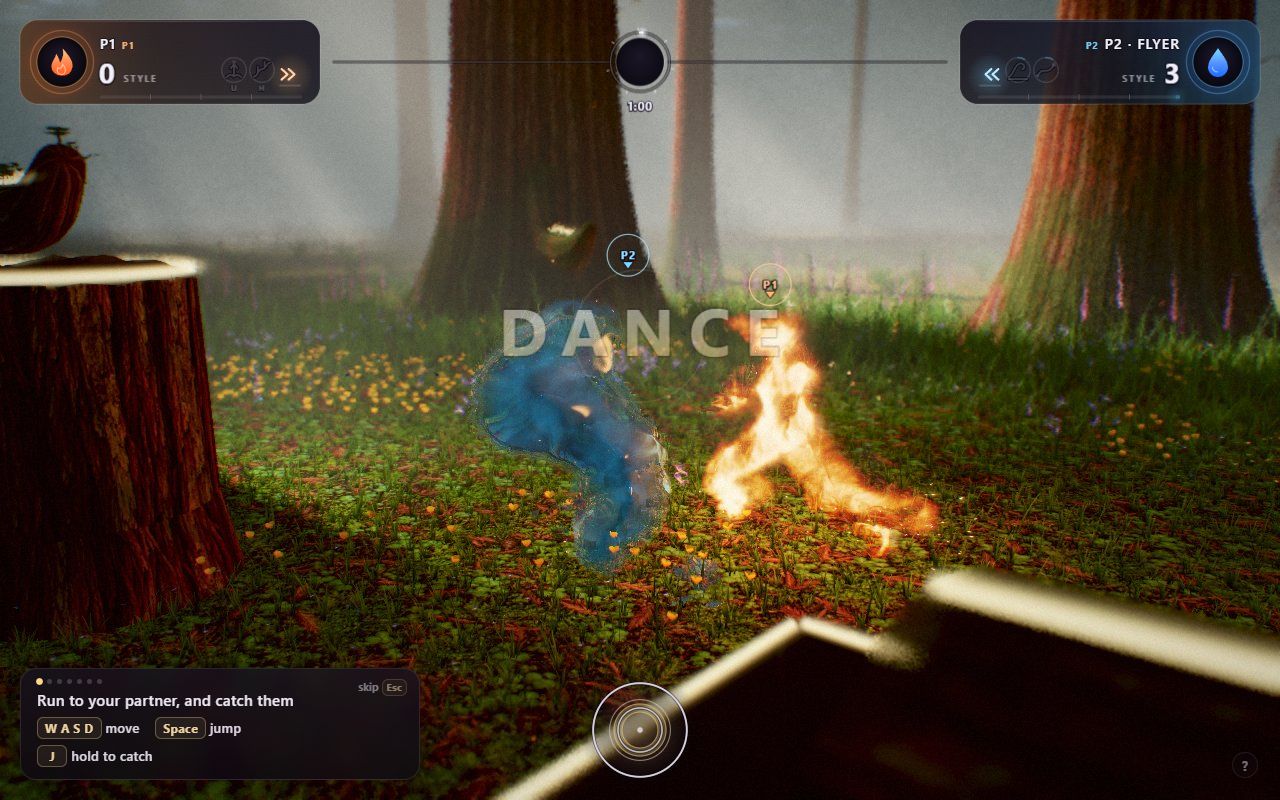 P1 P1
0 STYLE
U H
1:00
P2 P2 · FLYER
STYLE 3
P2
P1
DANCE
skip Esc
Run to your partner, and catch them
W A S D move Space jump
J hold to catch
?